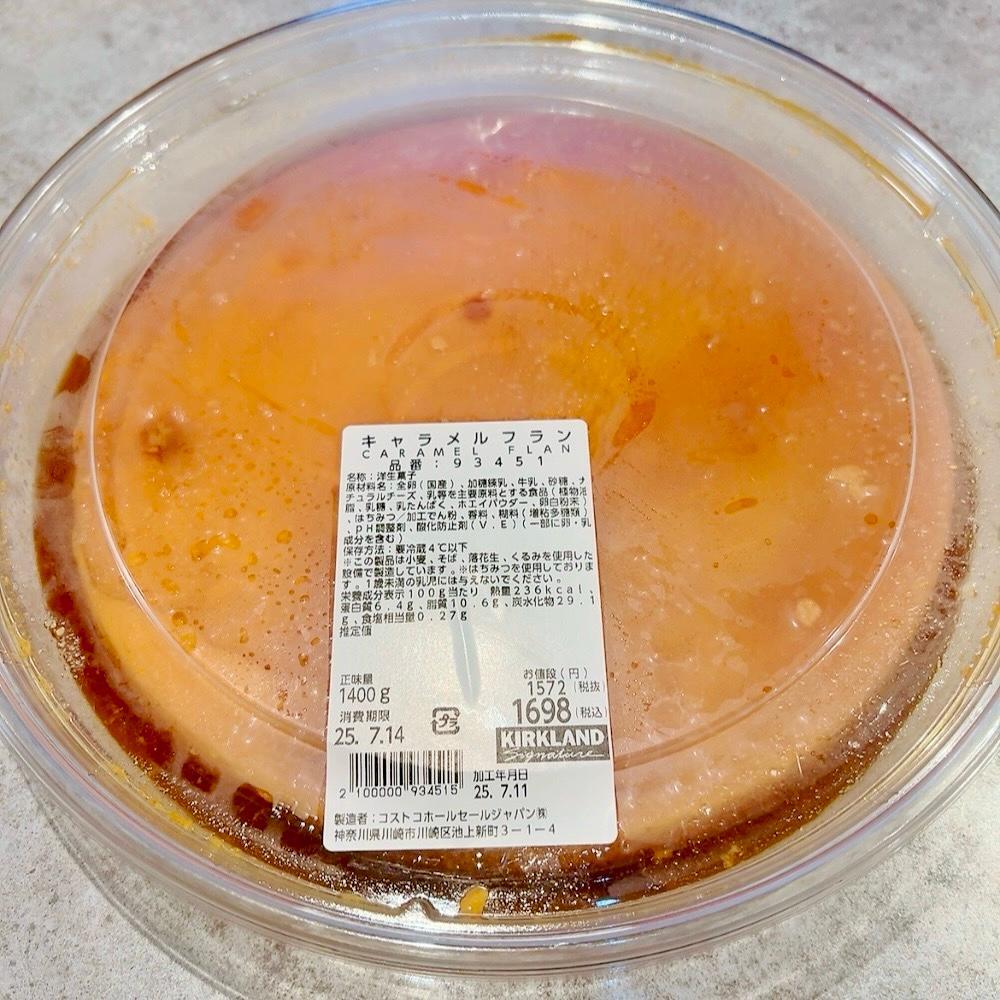 キャラメルフラン
CARAMEL FLAN
品番：93451
名称：洋生菓子
原材料名：全卵（国産）、加糖練乳、牛乳、砂糖、ナ
チュラルチーズ、乳等を主要原料とする食品（植物油
脂、乳糖、乳たんぱく、ホエイパウダー、卵白粉末）
、はちみつ／加工でん粉、香料、糊料（増粘多糖類）
、pH調整剤、酸化防止剤（V．E）（一部に卵・乳
成分を含む）
保存方法：要冷蔵4℃以下
※この製品は小麦、そば、落花生、くるみを使用した
設備で製造しています。※はちみつを使用しておりま
す。1歳未満の乳児には与えないでください。
栄養成分表示100g当たり　熱量236kcal、
蛋白質6.4g、脂質10.6g、炭水化物29.1
g、食塩相当量0.27g
推定値
正味量
1400g
お値段（円）
1572（税抜）
1698（税込）
消費期限
25. 7.14
プラ
KIRKLAND
Signature
2 100000 934515
加工年月日
25. 7.11
製造者：コストコホールセールジャパン㈱
神奈川県川崎市川崎区池上新町3－1－4